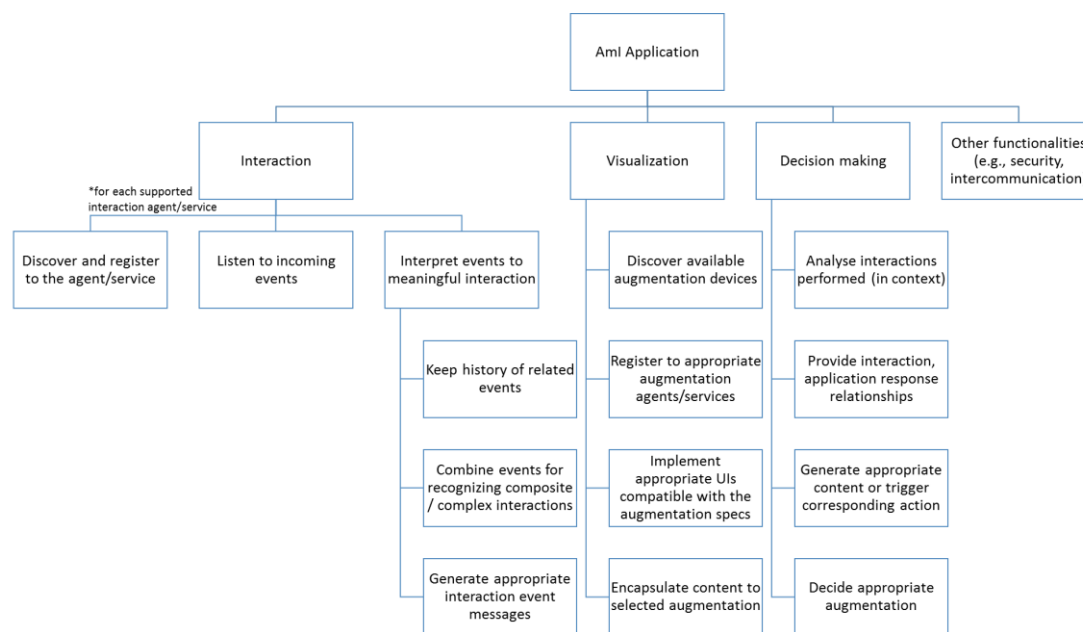 AmI Application
Interaction
Visualization
Decision making
Other functionalities
(e.g., security,
intercommunication
*for each supported
interaction agent/service
Discover and register
to the agent/service
Listen to incoming
events
Interpret events to
meaningful interaction
Discover available
augmentation devices
Analyse interactions
performed (in context)
Keep history of related
events
Register to appropriate
augmentation
agents/services
Provide interaction,
application response
relationships
Combine events for
recognizing composite
/ complex interactions
Implement
appropriate UIs
compatible with the
augmentation specs
Generate appropriate
content or trigger
corresponding action
Generate appropriate
interaction event
messages
Encapsulate content to
selected augmentation
Decide appropriate
augmentation